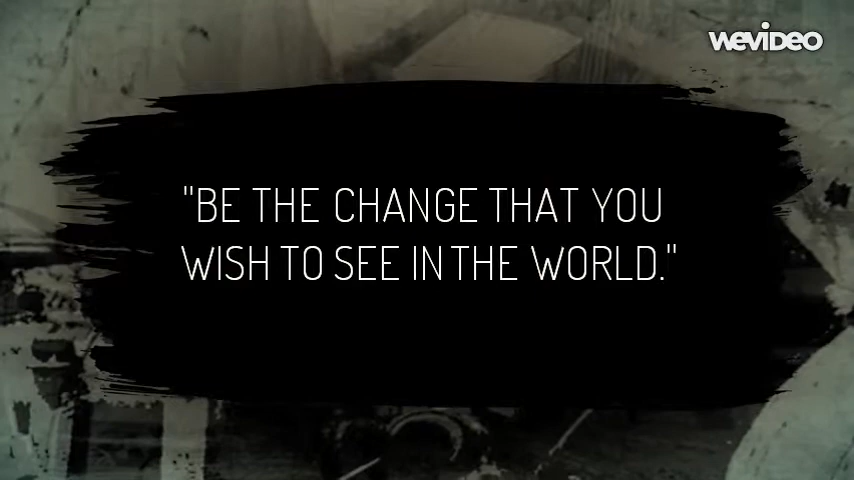 WEVIDEO
"BE THE CHANGE THAT YOU
WISH TO SEE IN THE WORLD."